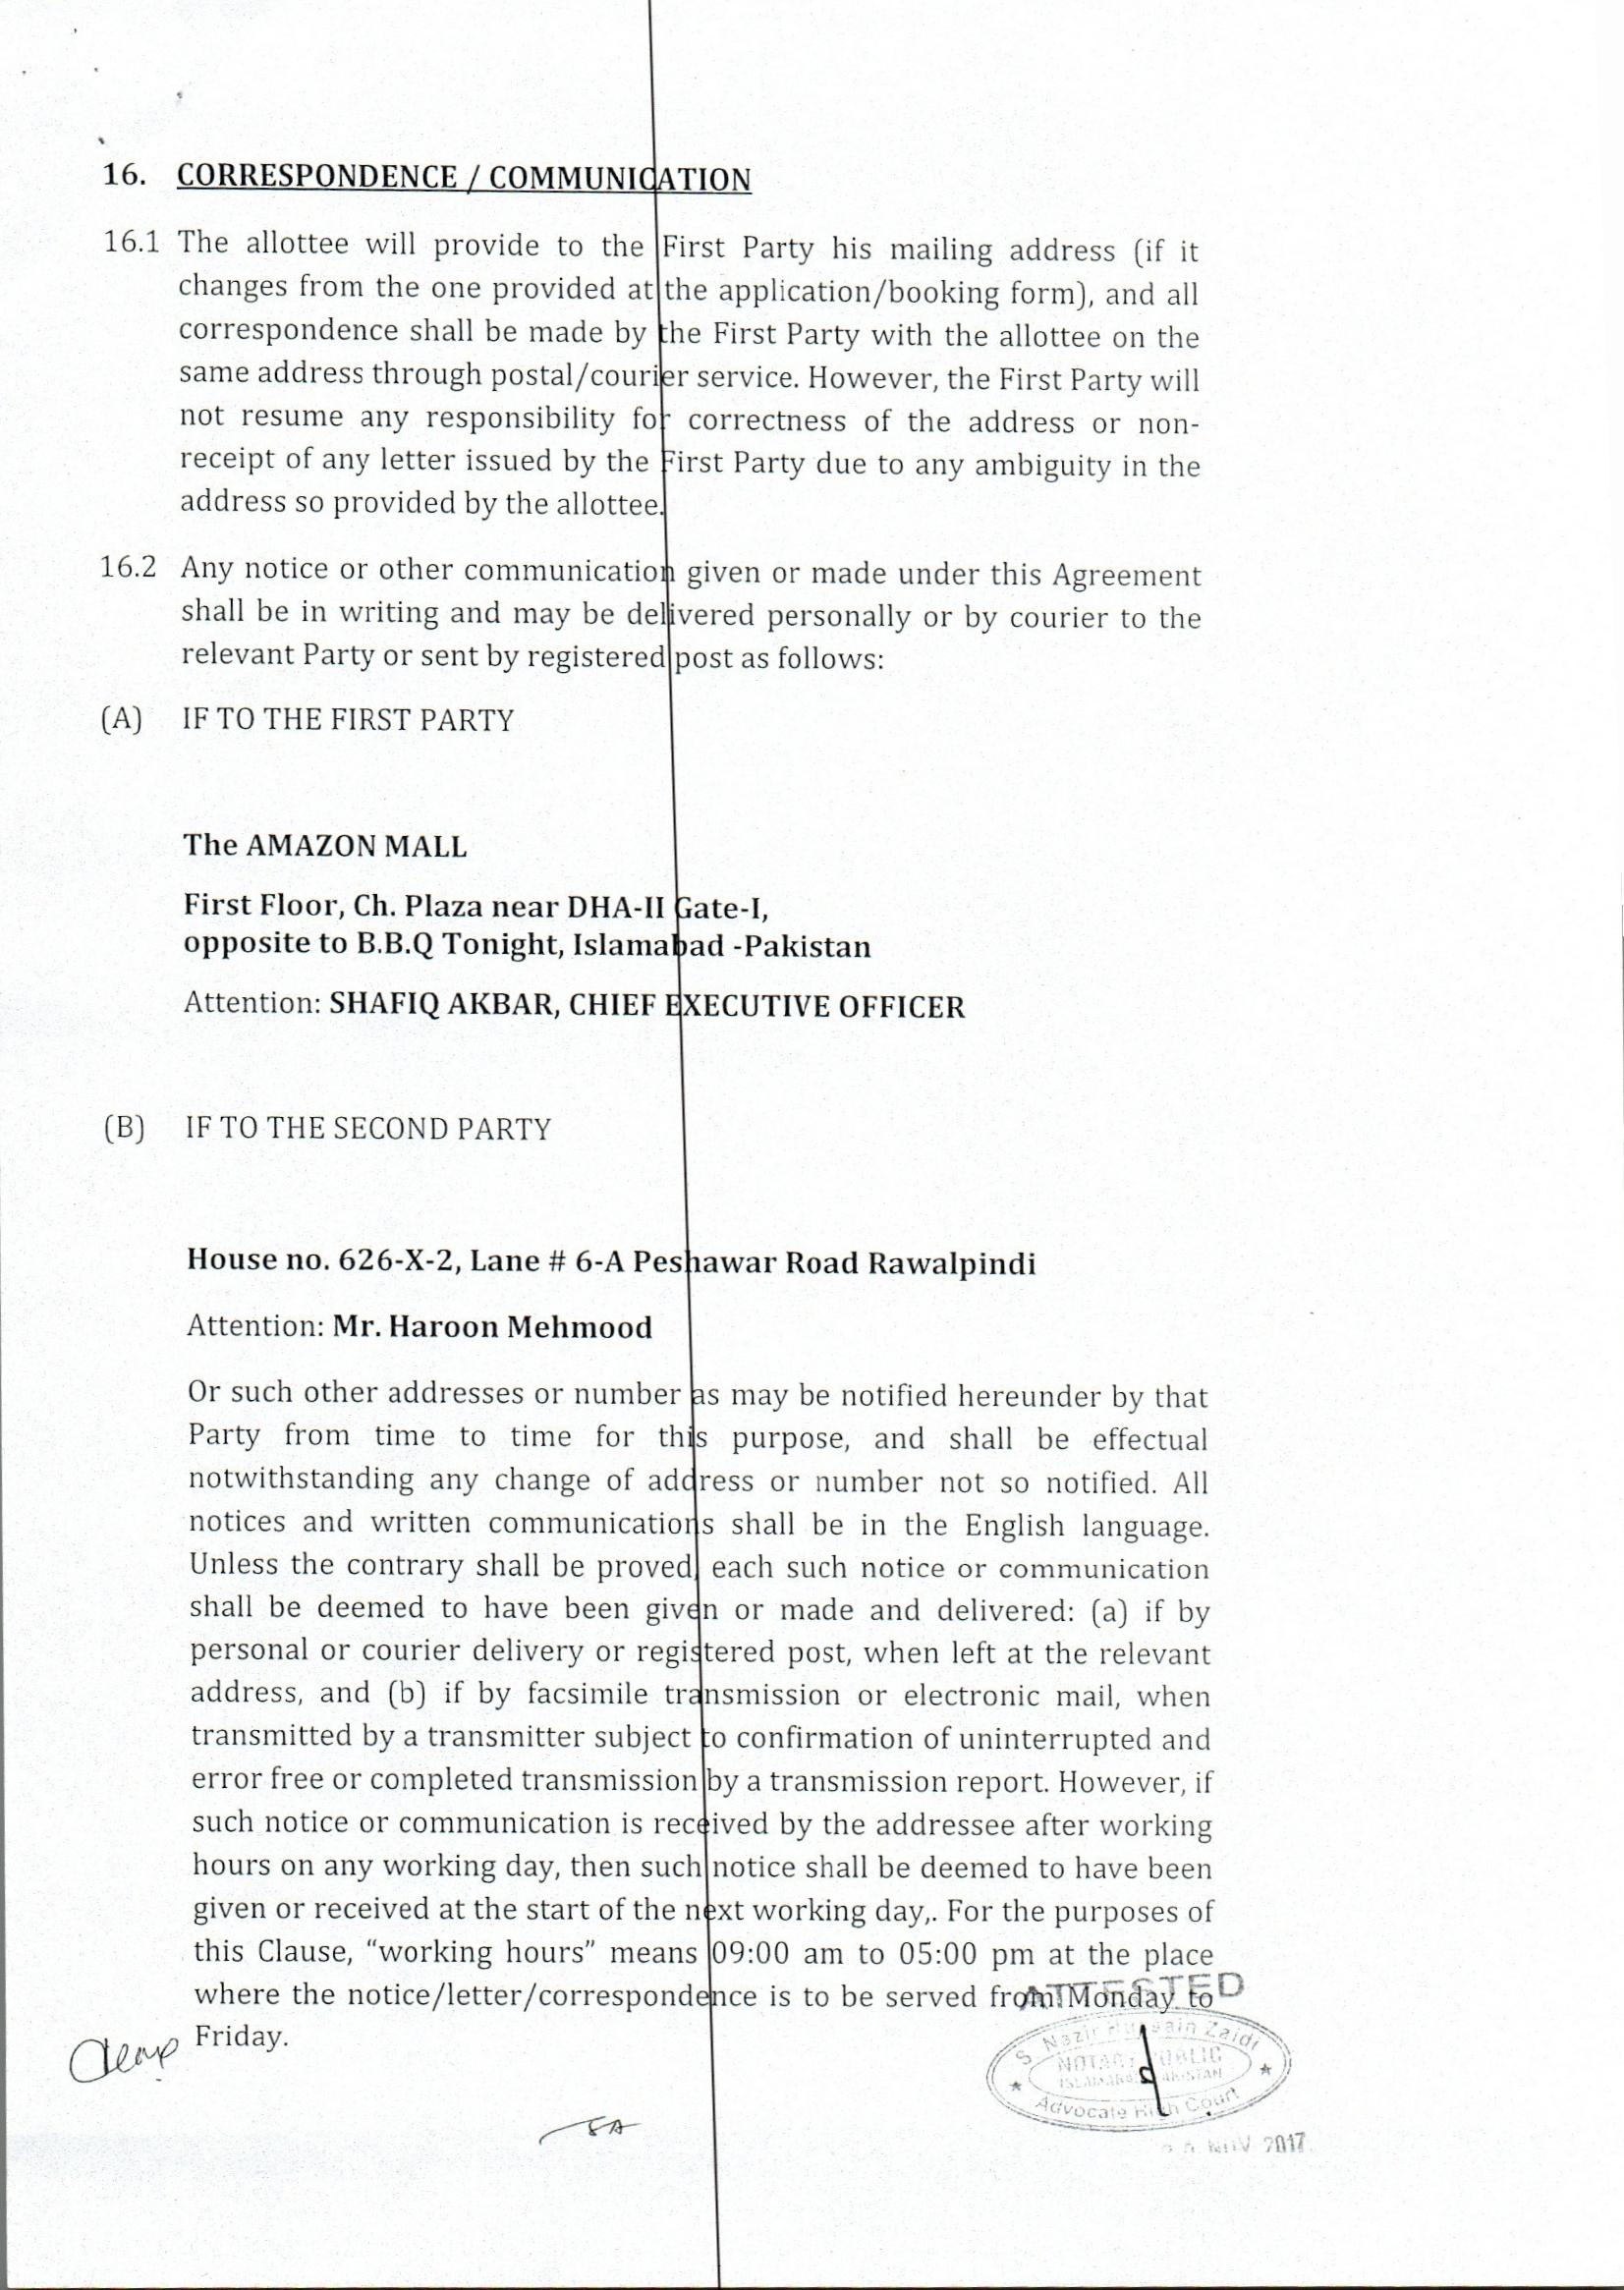 16. CORRESPONDENCE / COMMUNICATION
16.1 The allottee will provide to the First Party his mailing address (if it
changes from the one provided at the application/booking form), and all
correspondence shall be made by the First Party with the allottee on the
same address through postal/courier service. However, the First Party will
not resume any responsibility for correctness of the address or non-
receipt of any letter issued by the First Party due to any ambiguity in the
address so provided by the allottee.
16.2 Any notice or other communication given or made under this Agreement
shall be in writing and may be delivered personally or by courier to the
relevant Party or sent by registered post as follows:
(A) IF TO THE FIRST PARTY
The AMAZON MALL
First Floor, Ch. Plaza near DHA-II Gate-I,
opposite to B.B.Q Tonight, Islamabad -Pakistan
Attention: SHAFIQ AKBAR, CHIEF EXECUTIVE OFFICER
(B) IF TO THE SECOND PARTY
House no. 626-X-2, Lane # 6-A Peshawar Road Rawalpindi
Attention: Mr. Haroon Mehmood
Or such other addresses or number as may be notified hereunder by that
Party from time to time for this purpose, and shall be effectual
notwithstanding any change of address or number not so notified. All
notices and written communications shall be in the English language.
Unless the contrary shall be proved, each such notice or communication
shall be deemed to have been given or made and delivered: (a) if by
personal or courier delivery or registered post, when left at the relevant
address, and (b) if by facsimile transmission or electronic mail, when
transmitted by a transmitter subject to confirmation of uninterrupted and
error free or completed transmission by a transmission report. However, if
such notice or communication is received by the addressee after working
hours on any working day, then such notice shall be deemed to have been
given or received at the start of the next working day,. For the purposes of
this Clause, “working hours” means 09:00 am to 05:00 pm at the place
where the notice/letter/correspondence is to be served from Monday to
Friday.
ATTESTED
S. Nazir Hussain Zaidi
NOTARY PUBLIC
ISLAMABAD PAKISTAN
Advocate High Court
NOV 2017
SA